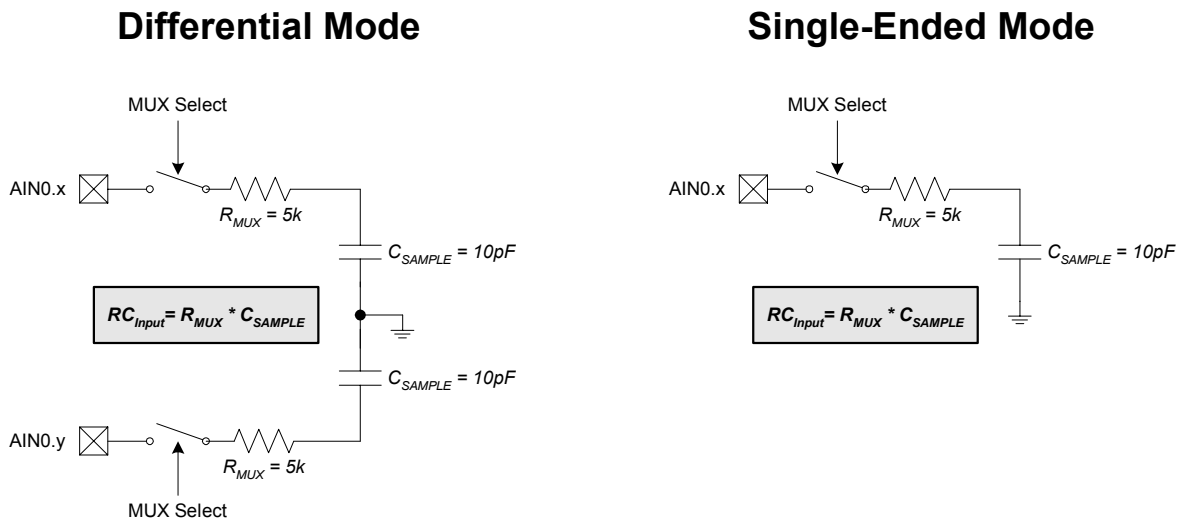 Differential Mode
MUX Select
AIN0.x
R_MUX = 5k
C_SAMPLE = 10pF
RC_Input= R_MUX * C_SAMPLE
C_SAMPLE = 10pF
AIN0.y
R_MUX = 5k
MUX Select
Single-Ended Mode
MUX Select
AIN0.x
R_MUX = 5k
C_SAMPLE = 10pF
RC_Input= R_MUX * C_SAMPLE